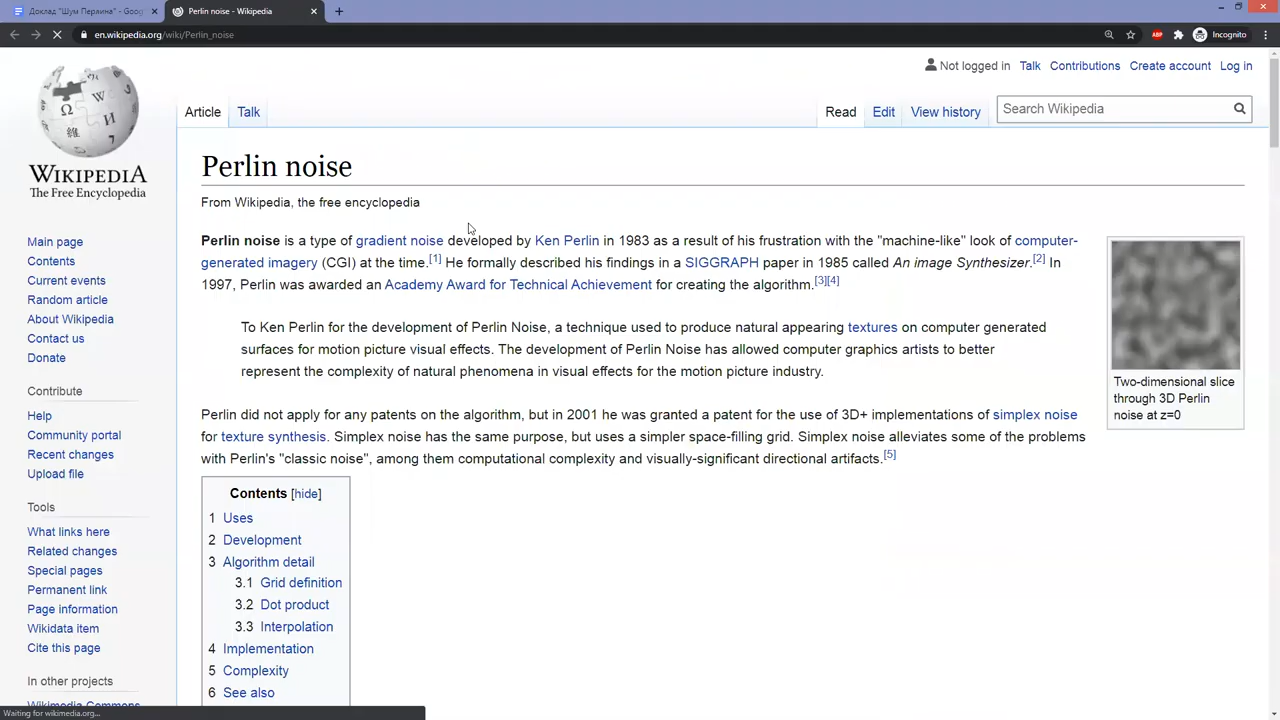 Доклад "Шум Перлина" - Goog
Perlin noise - Wikipedia
en.wikipedia.org/wiki/Perlin_noise
ABP
Incognito
Not logged in Talk Contributions Create account Log in
Article Talk Read Edit View history Search Wikipedia
WIKIPEDIA
The Free Encyclopedia
Main page
Contents
Current events
Random article
About Wikipedia
Contact us
Donate
Contribute
Help
Community portal
Recent changes
Upload file
Tools
What links here
Related changes
Special pages
Permanent link
Page information
Wikidata item
Cite this page
In other projects
Wikimedia Commons
Perlin noise
From Wikipedia, the free encyclopedia
Perlin noise is a type of gradient noise developed by Ken Perlin in 1983 as a result of his frustration with the "machine-like" look of computer-
generated imagery (CGI) at the time.[1] He formally described his findings in a SIGGRAPH paper in 1985 called An image Synthesizer.[2] In
1997, Perlin was awarded an Academy Award for Technical Achievement for creating the algorithm.[3][4]
To Ken Perlin for the development of Perlin Noise, a technique used to produce natural appearing textures on computer generated
surfaces for motion picture visual effects. The development of Perlin Noise has allowed computer graphics artists to better
represent the complexity of natural phenomena in visual effects for the motion picture industry.
Perlin did not apply for any patents on the algorithm, but in 2001 he was granted a patent for the use of 3D+ implementations of simplex noise
for texture synthesis. Simplex noise has the same purpose, but uses a simpler space-filling grid. Simplex noise alleviates some of the problems
with Perlin's "classic noise", among them computational complexity and visually-significant directional artifacts.[5]
Two-dimensional slice
through 3D Perlin
noise at z=0
Contents [hide]
1 Uses
2 Development
3 Algorithm detail
3.1 Grid definition
3.2 Dot product
3.3 Interpolation
4 Implementation
5 Complexity
6 See also
Waiting for wikimedia.org...